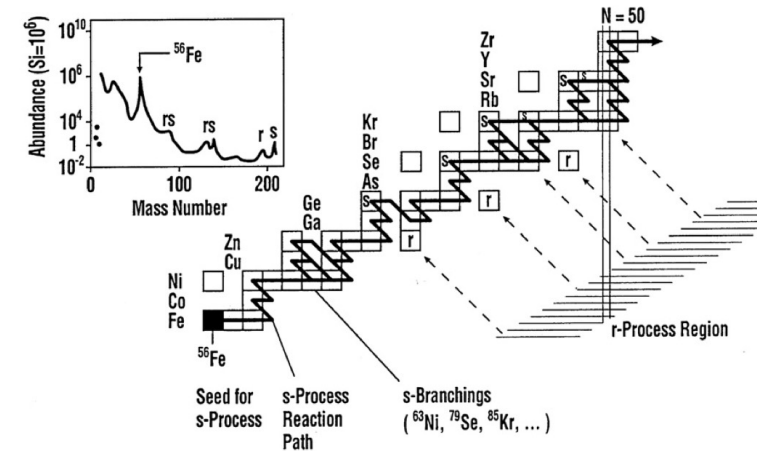 N = 50
10^10
10^6
10^4
1
10^-2
Abundance (Si=10^6)
56Fe
rs
rs
r
s
0
100
200
Mass Number
Zr
Y
Sr
Rb
Kr
Br
Se
As
Ge
Ga
Zn
Cu
Ni
Co
Fe
s
s
s
s
s
s
r
r
r
r-Process Region
56Fe
Seed for
s-Process
s-Process
Reaction
Path
s-Branchings
(63Ni, 79Se, 85Kr, ... )